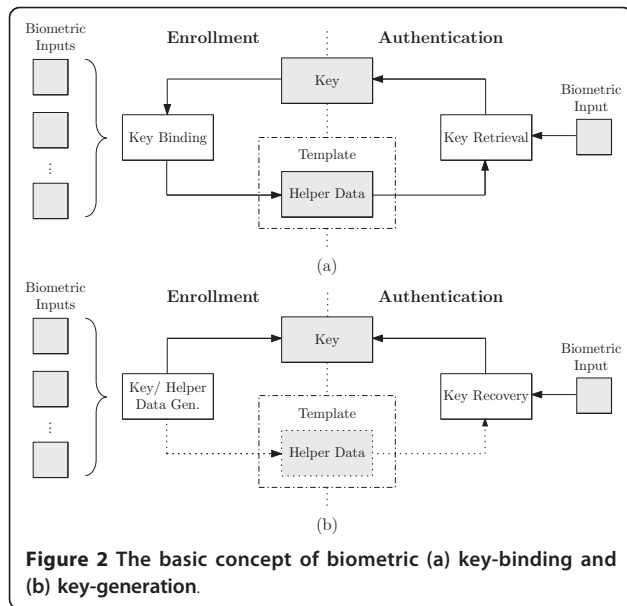 Biometric
Inputs
Enrollment
Authentication
Key
Biometric
Input
Key Binding
Key Retrieval
Template
Helper Data
⋮
(a)
Biometric
Inputs
Enrollment
Authentication
Key
Biometric
Input
Key/ Helper
Data Gen.
Key Recovery
Template
Helper Data
⋮
(b)
Figure 2 The basic concept of biometric (a) key-binding and
(b) key-generation.